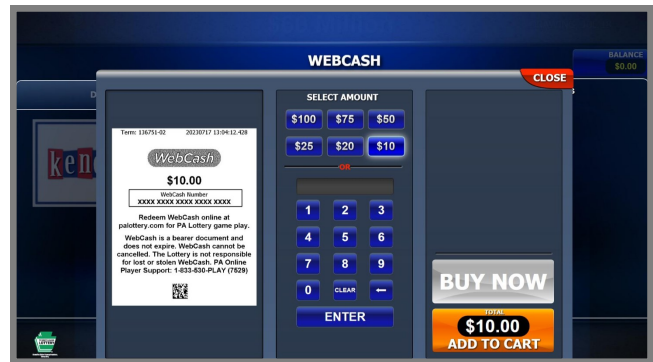 WEBCASH
BALANCE
$0.00
CLOSE
Term: 136751-02 20230717 13:04:12.428
WebCash
$10.00
WebCash Number
XXXX XXXX XXXX XXXX XXXX
Redeem WebCash online at
palottery.com for PA Lottery game play.
WebCash is a bearer document and
does not expire. WebCash cannot be
cancelled. The Lottery is not responsible
for lost or stolen WebCash. PA Online
Player Support: 1-833-530-PLAY (7529)
SELECT AMOUNT
$100 $75 $50
$25 $20 $10
OR
1 2 3
4 5 6
7 8 9
0 CLEAR ←
ENTER
BUY NOW
TOTAL
$10.00
ADD TO CART